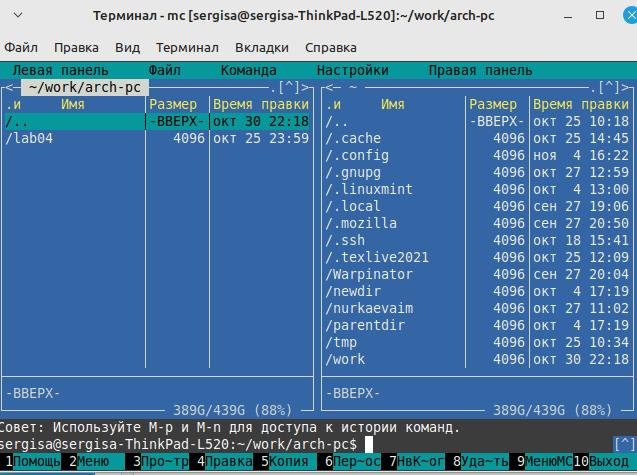 Терминал - mc [sergisa@sergisa-ThinkPad-L520]:~/work/arch-pc
Файл Правка Вид Терминал Вкладки Справка
Левая панель Файл Команда Настройки Правая панель
<─ ~/work/arch-pc ─.[^]> <─ ~ ─.[^]>
.и Имя Размер Время правки .и Имя Размер Время правки
/.. -ВВЕРХ- окт 30 22:18 /.. -ВВЕРХ- окт 25 10:18
/lab04 4096 окт 25 23:59 /.cache 4096 окт 25 14:45
/.config 4096 ноя 4 16:22
/.gnupg 4096 окт 27 12:59
/.linuxmint 4096 окт 4 13:00
/.local 4096 сен 27 19:06
/.mozilla 4096 сен 27 20:50
/.ssh 4096 окт 18 15:41
/.texlive2021 4096 окт 25 12:09
/Warpinator 4096 сен 27 20:04
/newdir 4096 окт 4 17:19
/nurkaevaim 4096 окт 27 11:02
/parentdir 4096 окт 4 17:19
/tmp 4096 окт 25 10:34
/work 4096 окт 30 22:18
-ВВЕРХ- -ВВЕРХ-
389G/439G (88%) 389G/439G (88%)
Совет: Используйте M-p и M-n для доступа к истории команд.
sergisa@sergisa-ThinkPad-L520:~/work/arch-pc$ [^]
1Помощь 2Меню 3Про~тр 4Правка 5Копия 6Пер~ос 7НвК~ог 8Уда~ть 9МенюMC 10Выход